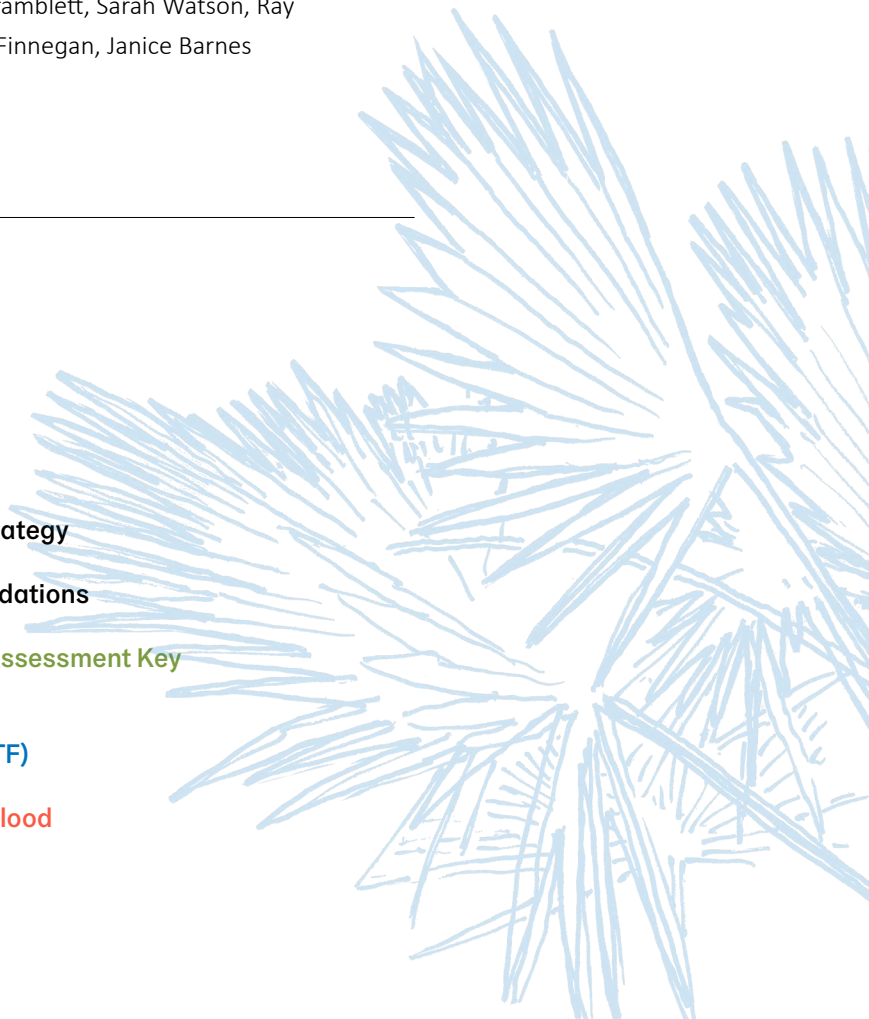 amblett, Sarah Watson, Ray
Finnegan, Janice Barnes
ategy
dations
ssessment Key
TF)
lood